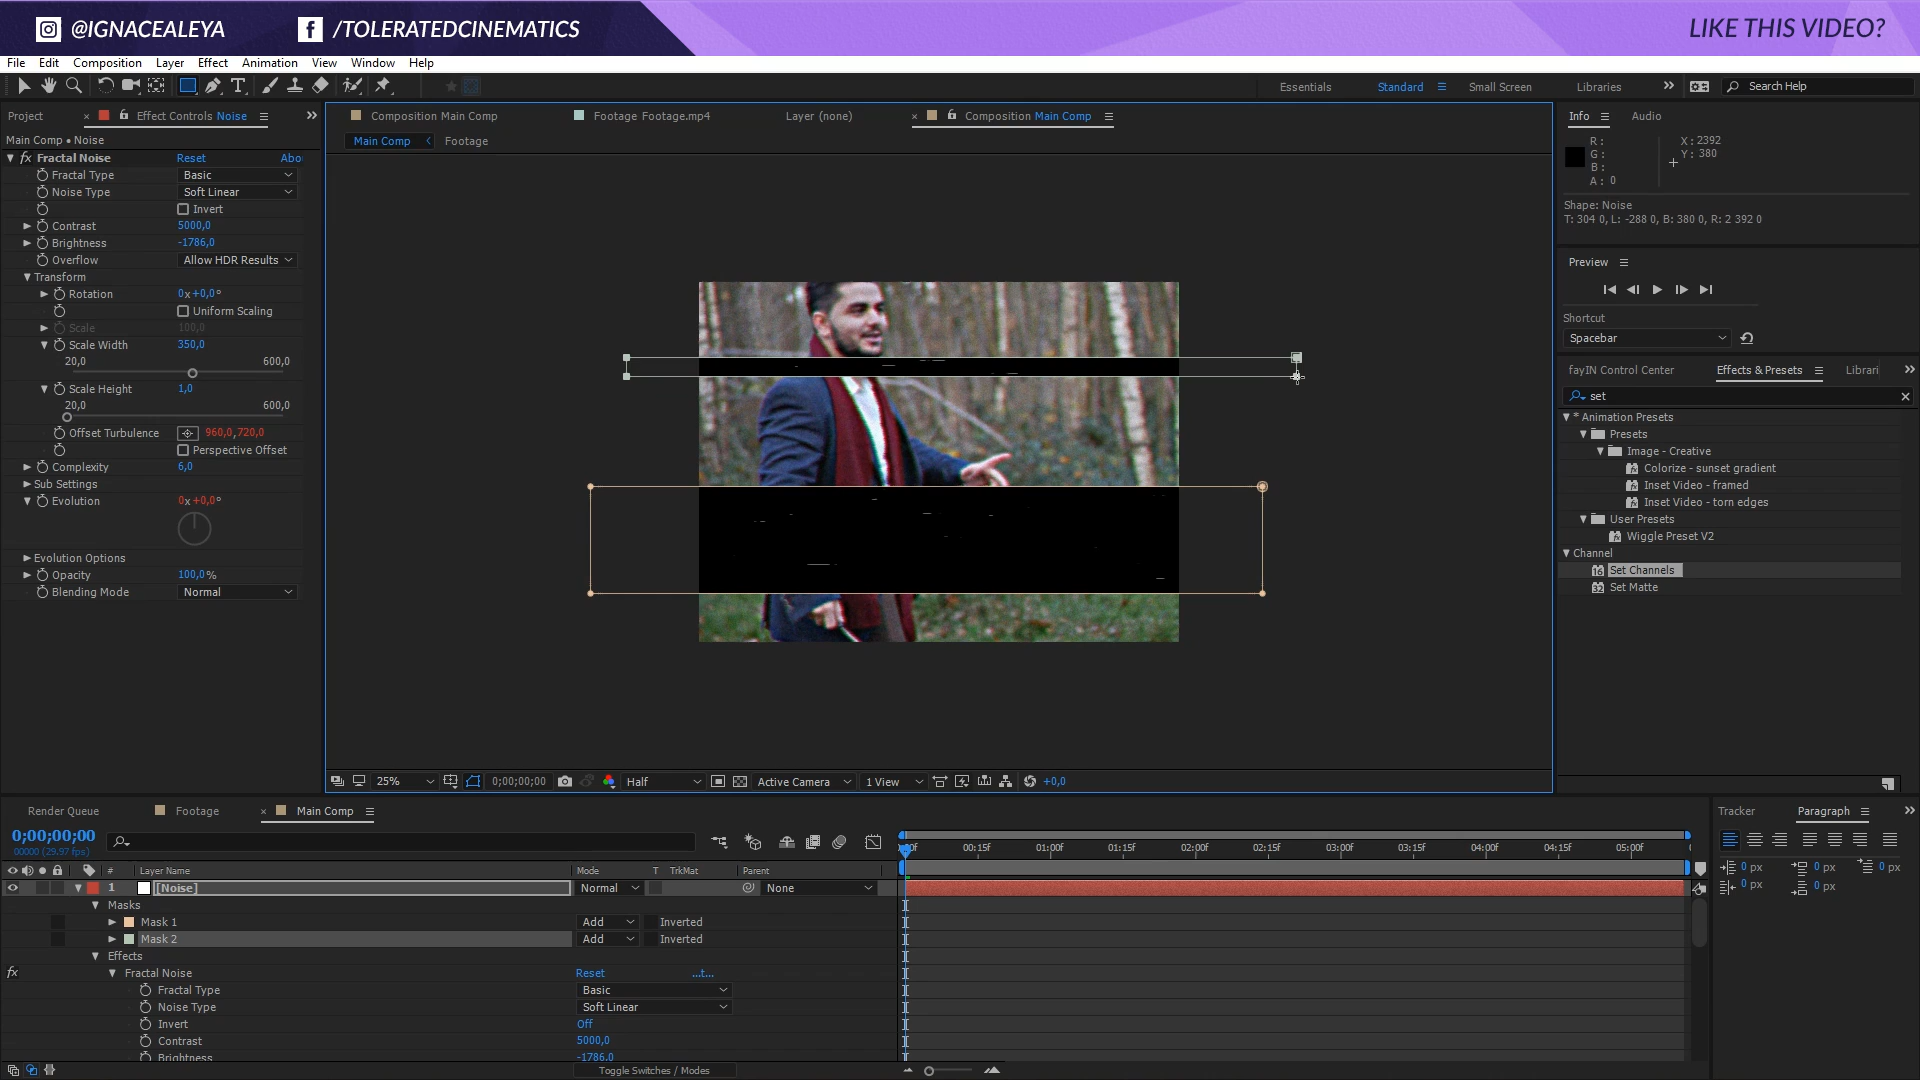 @IGNACEALEYA /TOLERATEDCINEMATICS LIKE THIS VIDEO?
File Edit Composition Layer Effect Animation View Window Help
Essentials Standard Small Screen Libraries Search Help
Project Effect Controls Noise
Main Comp • Noise
Fractal Noise Reset Abo
Fractal Type Basic
Noise Type Soft Linear
Invert
Contrast 5000,0
Brightness -1786,0
Overflow Allow HDR Results
Transform
Rotation 0x+0,0°
Uniform Scaling
Scale 100,0
Scale Width 350,0
20,0 600,0
Scale Height 1,0
20,0 600,0
Offset Turbulence 960,0,720,0
Perspective Offset
Complexity 6,0
Sub Settings
Evolution 0x+0,0°
Evolution Options
Opacity 100,0%
Blending Mode Normal
Composition Main Comp Footage Footage.mp4 Layer (none) Composition Main Comp
Main Comp Footage
25% 0;00;00;00 Half Active Camera 1 View +0,0
Info Audio
R: X: 2392
G: Y: 380
B:
A: 0
Shape: Noise
T: 304 0, L: -288 0, B: 380 0, R: 2 392 0
Preview
Shortcut
Spacebar
fayIN Control Center Effects & Presets Librari
set
* Animation Presets
Presets
Image - Creative
Colorize - sunset gradient
Inset Video - framed
Inset Video - torn edges
User Presets
Wiggle Preset V2
Channel
Set Channels
Set Matte
Render Queue Footage Main Comp
0;00;00;00
00000 (29.97 fps)
# Layer Name Mode T TrkMat Parent
1 [Noise] Normal None
Masks
Mask 1 Add Inverted
Mask 2 Add Inverted
Effects
fx Fractal Noise Reset ...t...
Fractal Type Basic
Noise Type Soft Linear
Invert Off
Contrast 5000,0
Brightness -1786,0
Toggle Switches / Modes
00:15f 01:00f 01:15f 02:00f 02:15f 03:00f 03:15f 04:00f 04:15f 05:00f
Tracker Paragraph
0 px 0 px 0 px
0 px 0 px